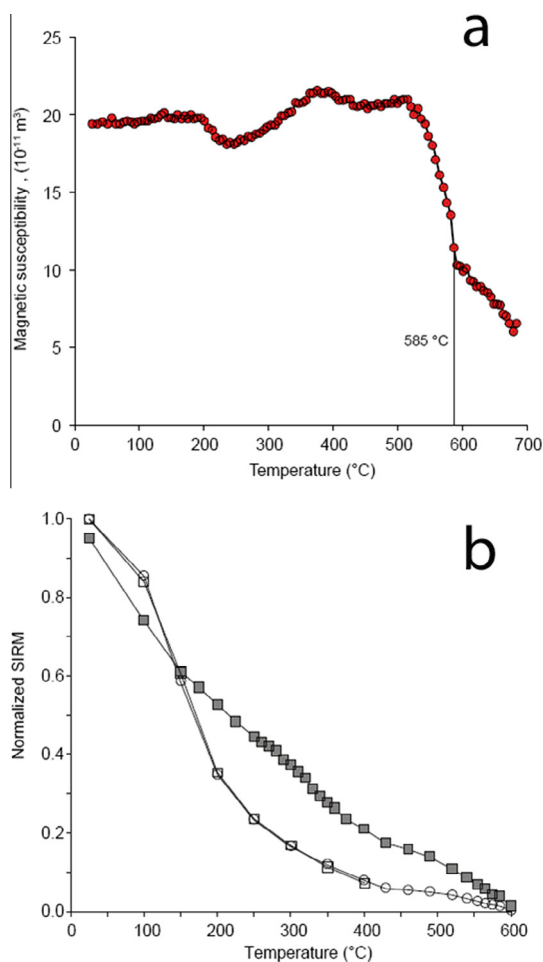 a
25
20
15
10
5
0
Magnetic susceptibility , (10⁻¹¹ m³)
585 °C
0 100 200 300 400 500 600 700
Temperature (°C)
b
1.0
0.8
0.6
0.4
0.2
0.0
Normalized SIRM
0 100 200 300 400 500 600
Temperature (°C)